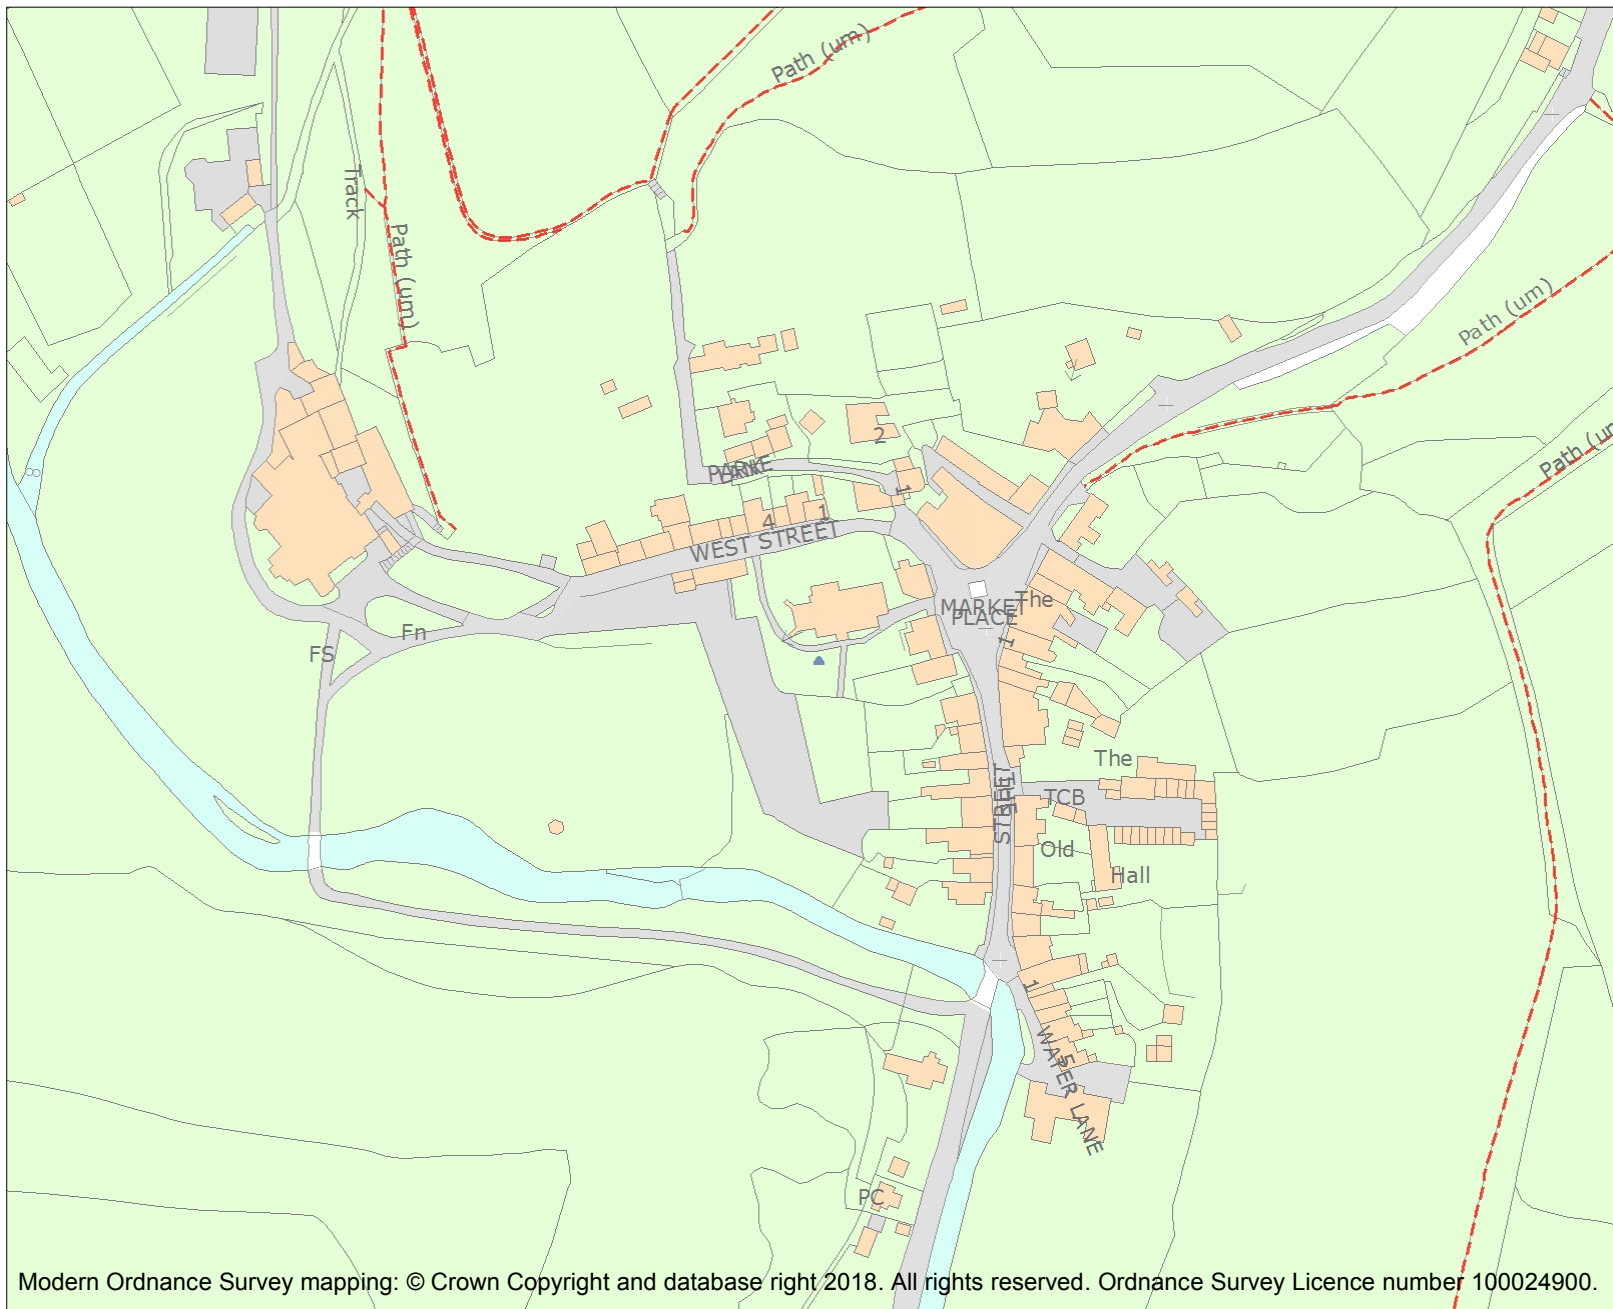 Path (um)
Track
Path (um)
Path (um)
Path (um)
2
1
4
1
WEST STREET
MARKET
PLACE
The
1
Fn
FS
The
STREET
TCB
Old
Hall
1
WATER LANE
5
PC
Modern Ordnance Survey mapping: © Crown Copyright and database right 2018. All rights reserved. Ordnance Survey Licence number 100024900.